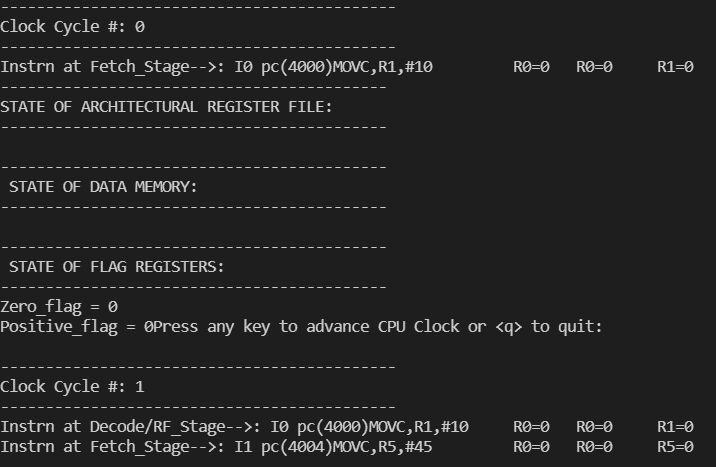 --------------------------------------------
Clock Cycle #: 0
--------------------------------------------
Instrn at Fetch_Stage-->: I0 pc(4000)MOVC,R1,#10         R0=0   R0=0     R1=0
-------------------------------------------
STATE OF ARCHITECTURAL REGISTER FILE:
-------------------------------------------

-------------------------------------------
 STATE OF DATA MEMORY:
-------------------------------------------

-------------------------------------------
 STATE OF FLAG REGISTERS:
-------------------------------------------
Zero_flag = 0
Positive_flag = 0Press any key to advance CPU Clock or <q> to quit:

--------------------------------------------
Clock Cycle #: 1
--------------------------------------------
Instrn at Decode/RF_Stage-->: I0 pc(4000)MOVC,R1,#10     R0=0   R0=0     R1=0
Instrn at Fetch_Stage-->: I1 pc(4004)MOVC,R5,#45         R0=0   R0=0     R5=0